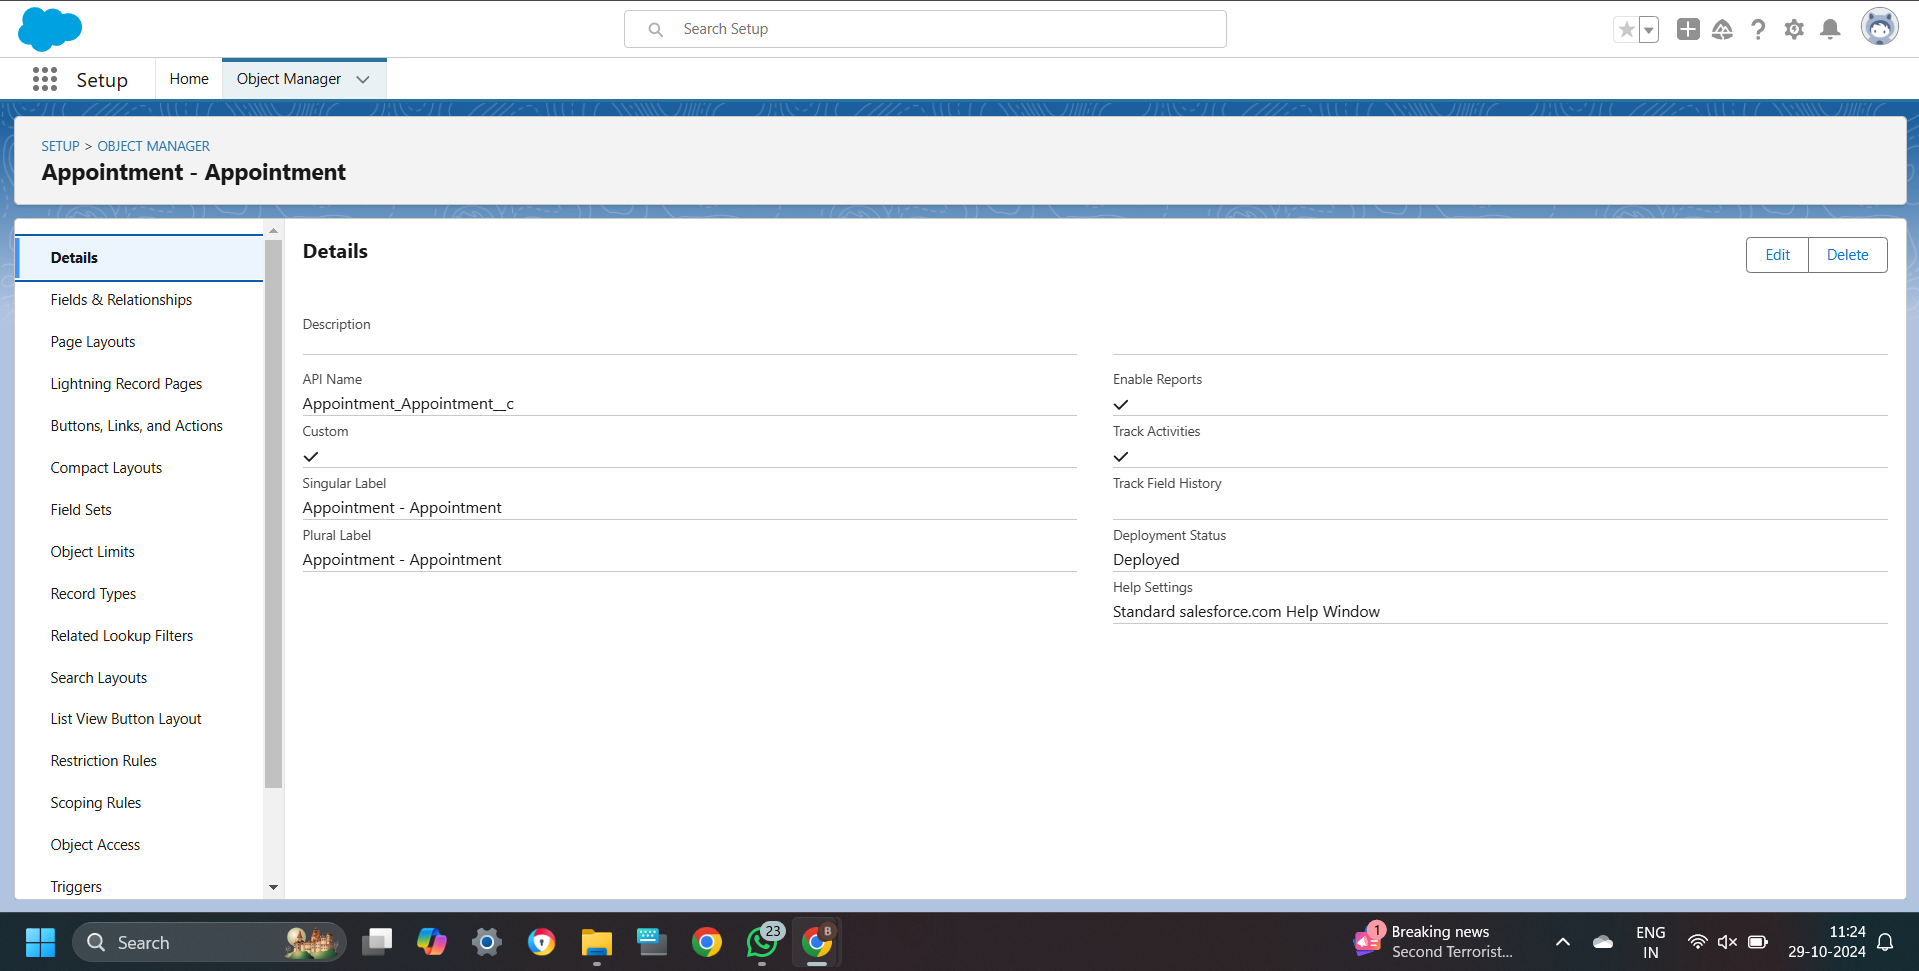 Search Setup
Setup
Home
Object Manager
SETUP > OBJECT MANAGER
Appointment - Appointment
Details
Fields & Relationships
Page Layouts
Lightning Record Pages
Buttons, Links, and Actions
Compact Layouts
Field Sets
Object Limits
Record Types
Related Lookup Filters
Search Layouts
List View Button Layout
Restriction Rules
Scoping Rules
Object Access
Triggers
Details
Edit
Delete
Description
API Name
Appointment_Appointment__c
Custom
Singular Label
Appointment - Appointment
Plural Label
Appointment - Appointment
Enable Reports
Track Activities
Track Field History
Deployment Status
Deployed
Help Settings
Standard salesforce.com Help Window
Search
23
B
1
Breaking news
Second Terrorist...
ENG
IN
11:24
29-10-2024